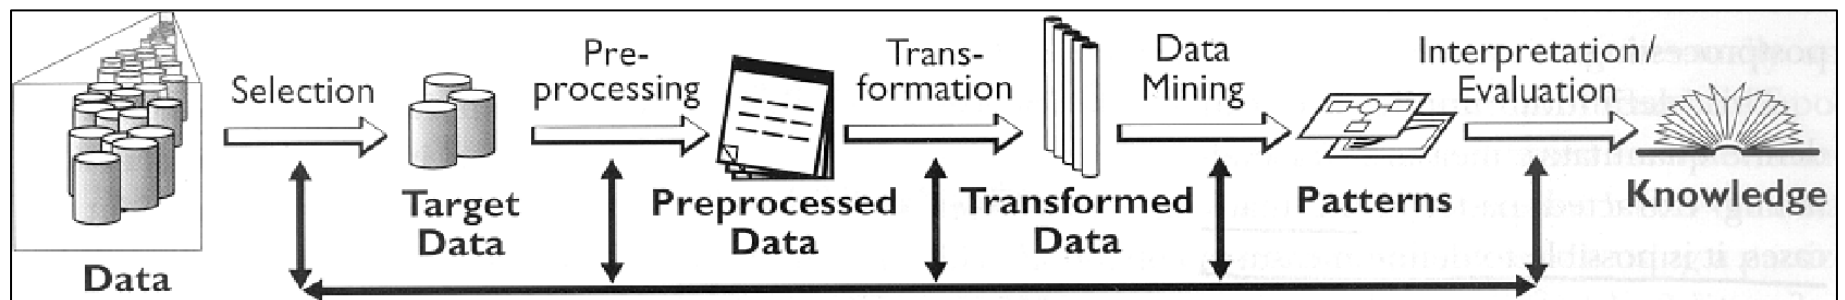 Selection
Pre-
processing
Trans-
formation
Data
Mining
Interpretation/
Evaluation
Data
Target
Data
Preprocessed
Data
Transformed
Data
Patterns
Knowledge